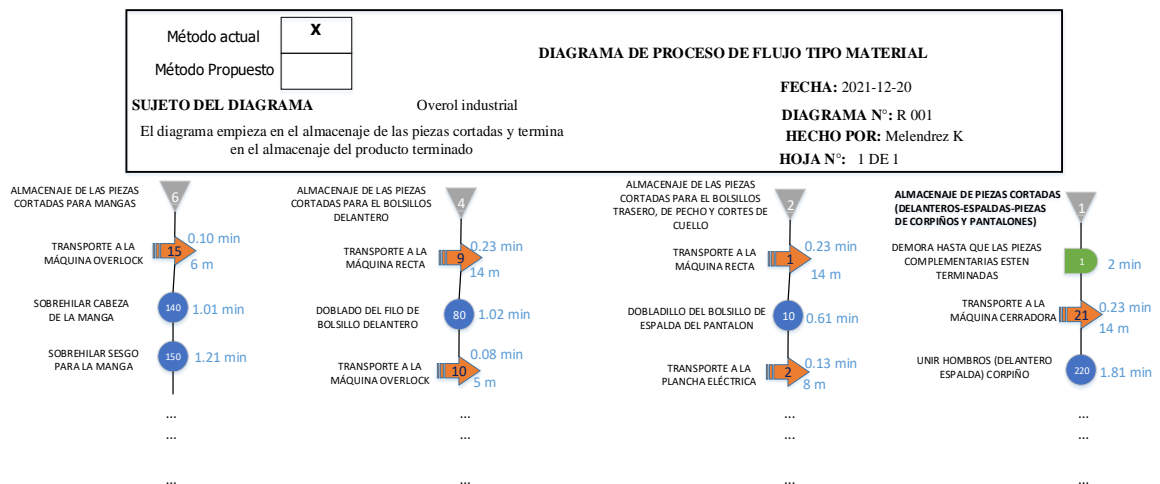 Método actual
X
Método Propuesto
DIAGRAMA DE PROCESO DE FLUJO TIPO MATERIAL
FECHA: 2021-12-20
SUJETO DEL DIAGRAMA
Overol industrial
DIAGRAMA N°: R 001
El diagrama empieza en el almacenaje de las piezas cortadas y termina
en el almacenaje del producto terminado
HECHO POR: Melendrez K
HOJA N°: 1 DE 1
ALMACENAJE DE LAS PIEZAS
CORTADAS PARA MANGAS
6
TRANSPORTE A LA
MÁQUINA OVERLOCK
15
0.10 min
6 m
SOBREHILAR CABEZA
DE LA MANGA
140
1.01 min
SOBREHILAR SESGO
PARA LA MANGA
150
1.21 min
...
...
...
ALMACENAJE DE LAS PIEZAS
CORTADAS PARA EL BOLSILLOS
DELANTERO
4
TRANSPORTE A LA
MÁQUINA RECTA
9
0.23 min
14 m
DOBLADO DEL FILO DE
BOLSILLO DELANTERO
80
1.02 min
TRANSPORTE A LA
MÁQUINA OVERLOCK
10
0.08 min
5 m
...
...
...
ALMACENAJE DE LAS PIEZAS
CORTADAS PARA EL BOLSILLOS
TRASERO, DE PECHO Y CORTES DE
CUELLO
2
TRANSPORTE A LA
MÁQUINA RECTA
1
0.23 min
14 m
DOBLADILLO DEL BOLSILLO DE
ESPALDA DEL PANTALON
10
0.61 min
TRANSPORTE A LA
PLANCHA ELÉCTRICA
2
0.13 min
8 m
...
...
...
ALMACENAJE DE PIEZAS CORTADAS
(DELANTEROS-ESPALDAS-PIEZAS
DE CORPIÑOS Y PANTALONES)
1
DEMORA HASTA QUE LAS PIEZAS
COMPLEMENTARIAS ESTEN
TERMINADAS
1
2 min
TRANSPORTE A LA
MÁQUINA CERRADORA
21
0.23 min
14 m
UNIR HOMBROS (DELANTERO
ESPALDA) CORPIÑO
220
1.81 min
...
...
...